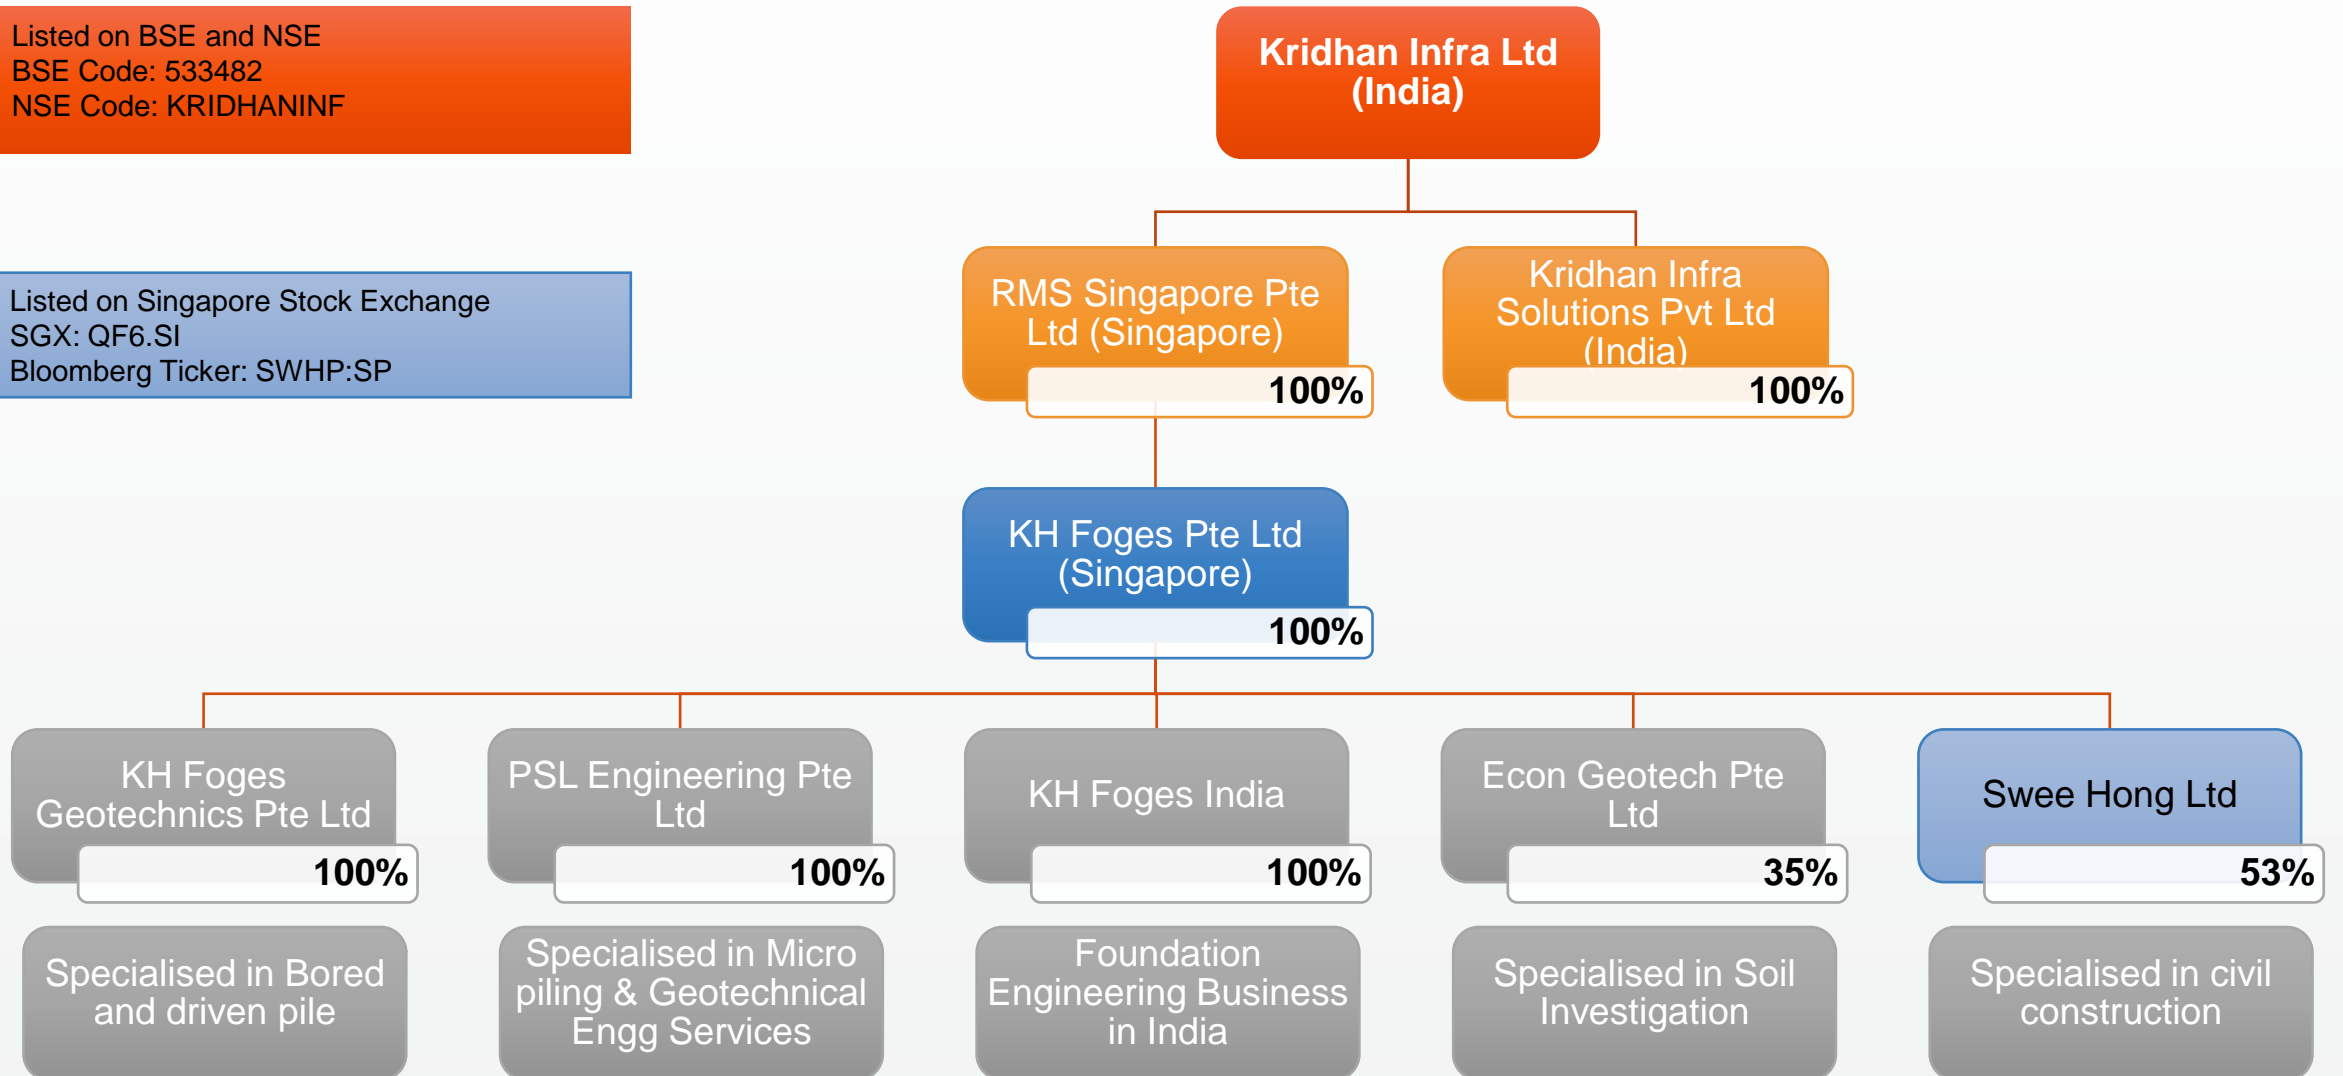 Listed on BSE and NSE
BSE Code: 533482
NSE Code: KRIDHANINF
Kridhan Infra Ltd
(India)
Listed on Singapore Stock Exchange
SGX: QF6.SI
Bloomberg Ticker: SWHP:SP
RMS Singapore Pte
Ltd (Singapore)
100%
Kridhan Infra
Solutions Pvt Ltd
(India)
100%
KH Foges Pte Ltd
(Singapore)
100%
KH Foges
Geotechnics Pte Ltd
100%
PSL Engineering Pte
Ltd
100%
KH Foges India
100%
Econ Geotech Pte
Ltd
35%
Swee Hong Ltd
53%
Specialised in Bored
and driven pile
Specialised in Micro
piling & Geotechnical
Engg Services
Foundation
Engineering Business
in India
Specialised in Soil
Investigation
Specialised in civil
construction